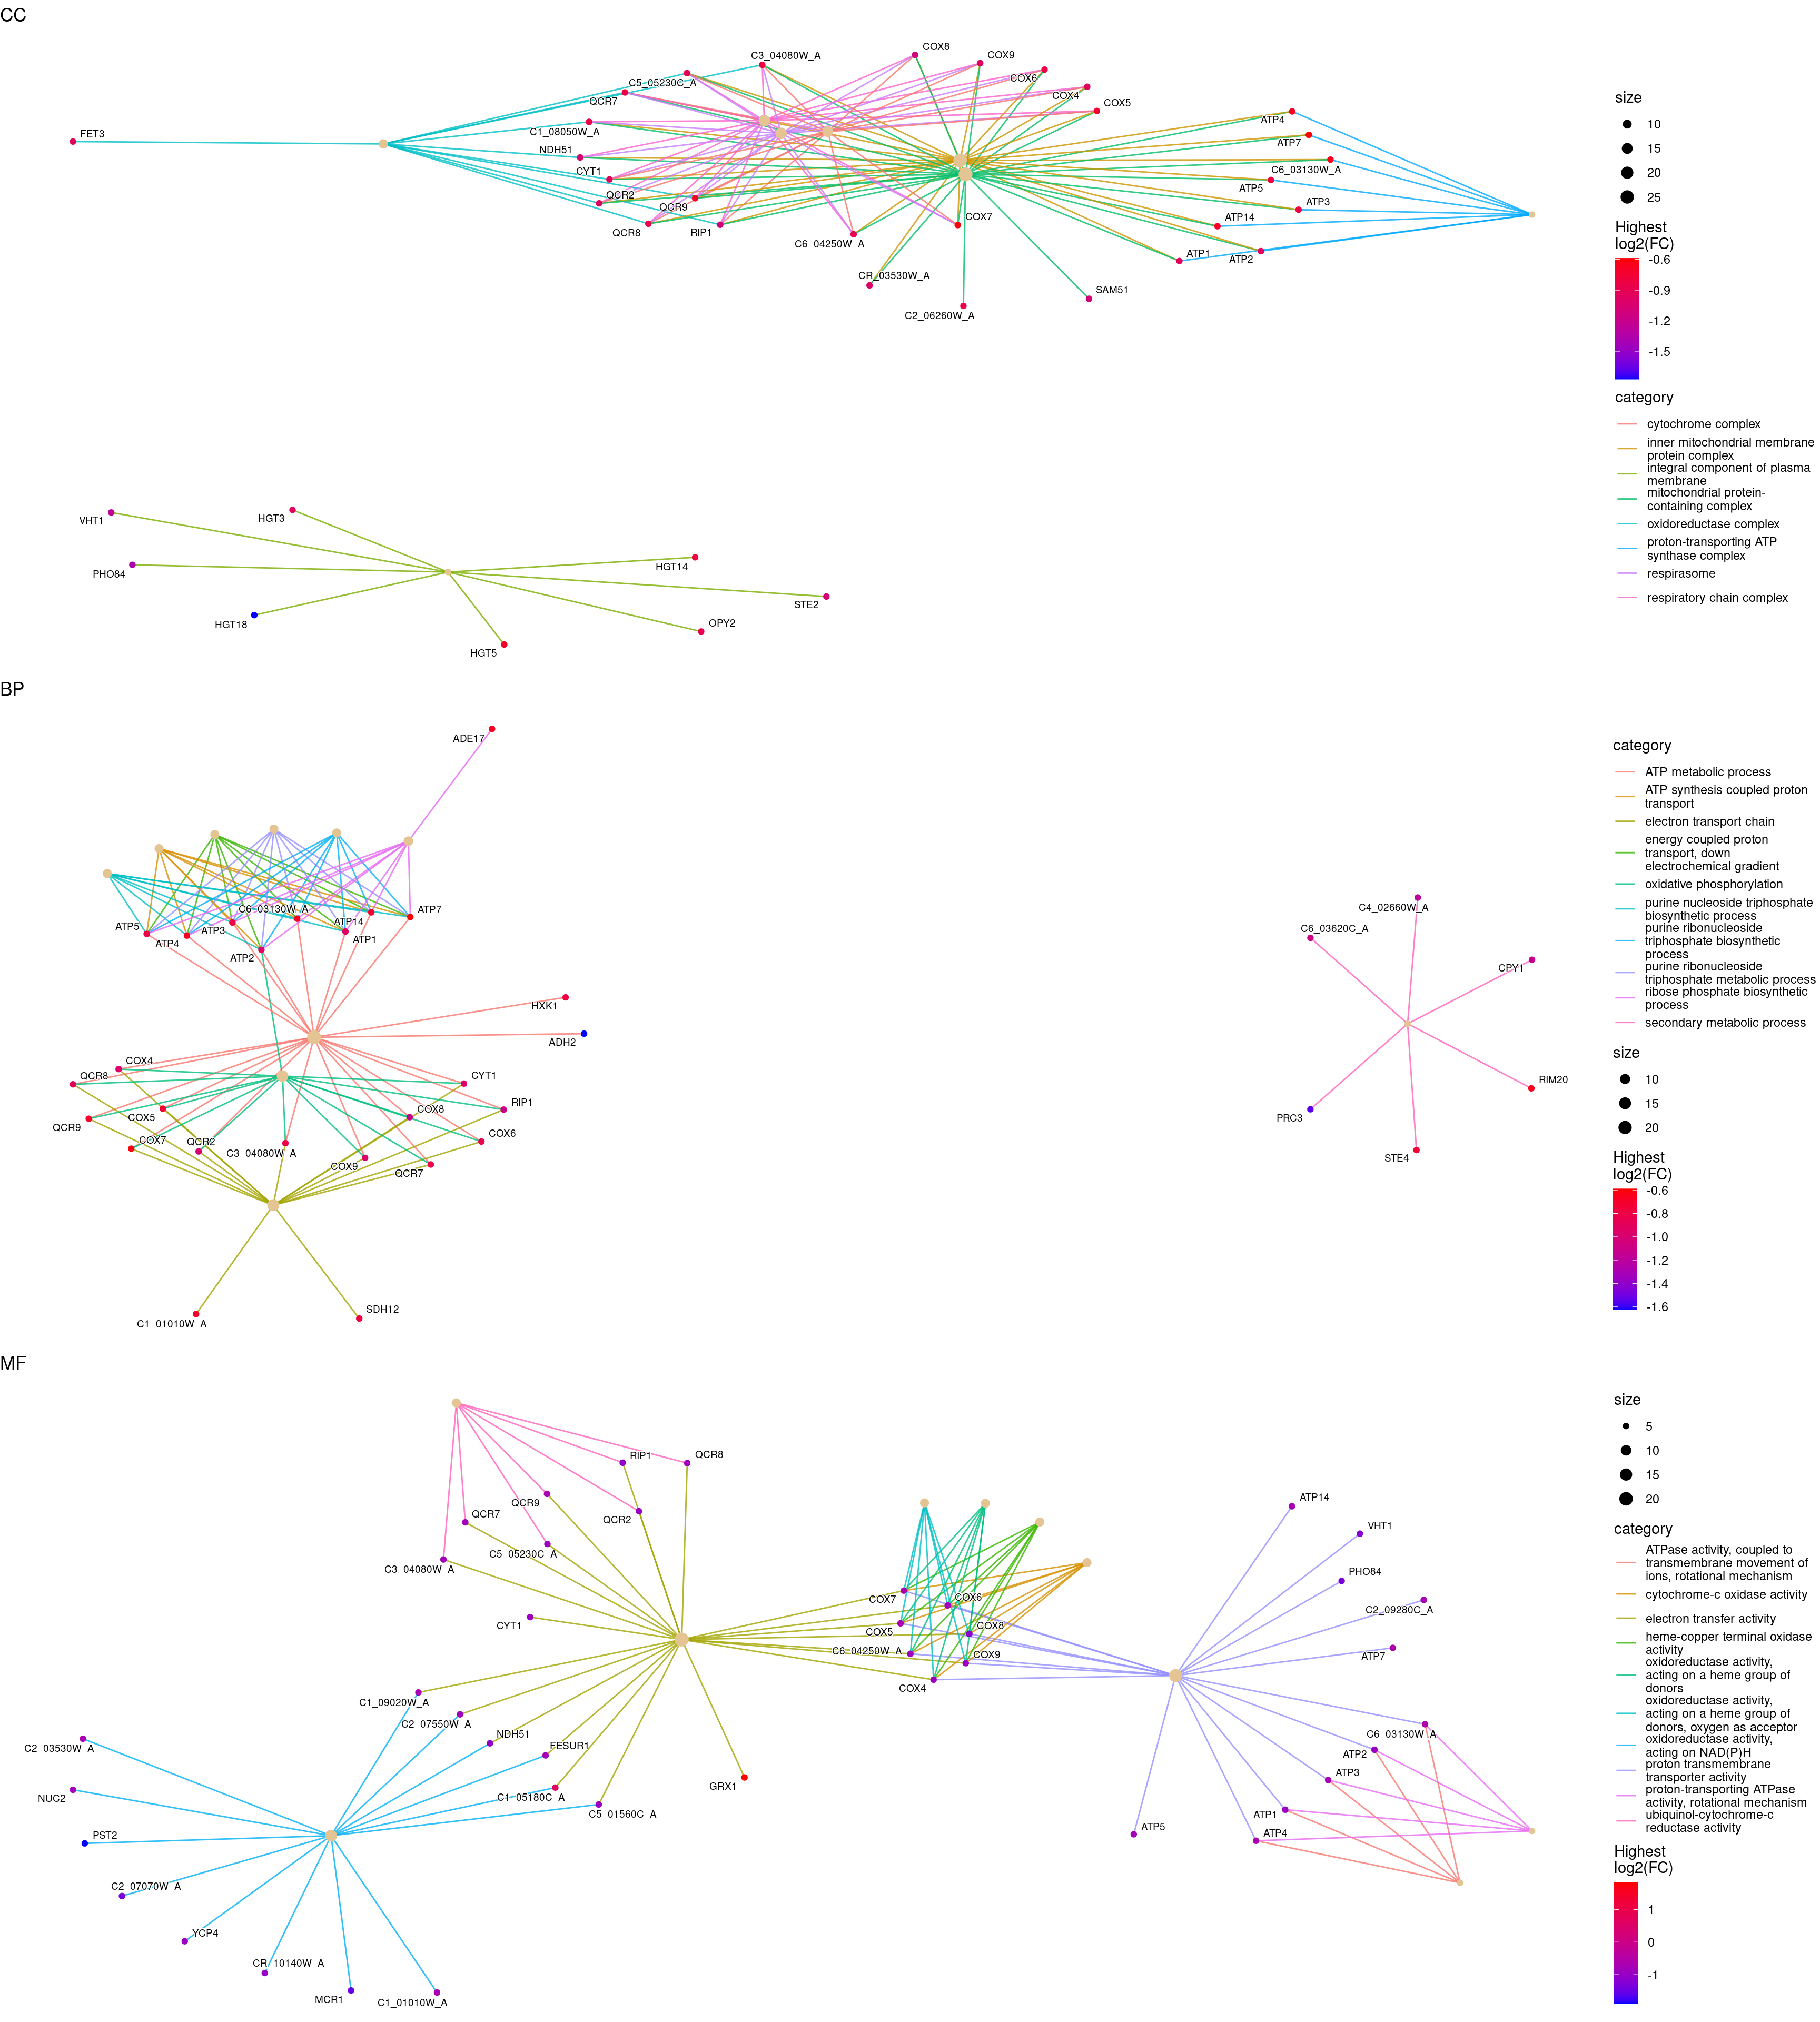 CC
COX8
C3_04080W_A
COX9
C5_05230C_A
COX6
QCR7
COX4
COX5
FET3
C1_08050W_A
ATP4
NDH51
ATP7
CYT1
C6_03130W_A
QCR2
ATP5
QCR9
ATP3
QCR8
RIP1
COX7
ATP14
C6_04250W_A
ATP1
ATP2
CR_03530W_A
SAM51
C2_06260W_A
VHT1
HGT3
PHO84
HGT14
HGT18
STE2
OPY2
HGT5
size
10
15
20
25
Highest
log2(FC)
-0.6
-0.9
-1.2
-1.5
category
cytochrome complex
inner mitochondrial membrane
protein complex
integral component of plasma
membrane
mitochondrial protein-
containing complex
oxidoreductase complex
proton-transporting ATP
synthase complex
respirasome
respiratory chain complex
BP
ADE17
C6_03130W_A
ATP7
ATP5
ATP4
ATP3
ATP14
ATP1
ATP2
HXK1
ADH2
COX4
QCR8
CYT1
COX5
COX8
RIP1
QCR9
COX7
QCR2
COX6
C3_04080W_A
COX9
QCR7
C1_01010W_A
SDH12
C4_02660W_A
C6_03620C_A
CPY1
RIM20
PRC3
STE4
category
ATP metabolic process
ATP synthesis coupled proton
transport
electron transport chain
energy coupled proton
transport, down
electrochemical gradient
oxidative phosphorylation
purine nucleoside triphosphate
biosynthetic process
purine ribonucleoside
triphosphate biosynthetic
process
purine ribonucleoside
triphosphate metabolic process
ribose phosphate biosynthetic
process
secondary metabolic process
size
10
15
20
Highest
log2(FC)
-0.6
-0.8
-1.0
-1.2
-1.4
-1.6
MF
RIP1
QCR8
QCR9
QCR7
QCR2
C5_05230C_A
C3_04080W_A
CYT1
COX7
COX6
COX5
COX8
C6_04250W_A
COX9
COX4
ATP14
VHT1
PHO84
C2_09280C_A
ATP7
C1_09020W_A
C2_07550W_A
NDH51
FESUR1
C2_03530W_A
GRX1
NUC2
C1_05180C_A
C5_01560C_A
PST2
C6_03130W_A
ATP2
ATP3
ATP1
ATP5
ATP4
C2_07070W_A
YCP4
CR_10140W_A
MCR1
C1_01010W_A
size
5
10
15
20
category
ATPase activity, coupled to
transmembrane movement of
ions, rotational mechanism
cytochrome-c oxidase activity
electron transfer activity
heme-copper terminal oxidase
activity
oxidoreductase activity,
acting on a heme group of
donors
oxidoreductase activity,
acting on a heme group of
donors, oxygen as acceptor
oxidoreductase activity,
acting on NAD(P)H
proton transmembrane
transporter activity
proton-transporting ATPase
activity, rotational mechanism
ubiquinol-cytochrome-c
reductase activity
Highest
log2(FC)
1
0
-1